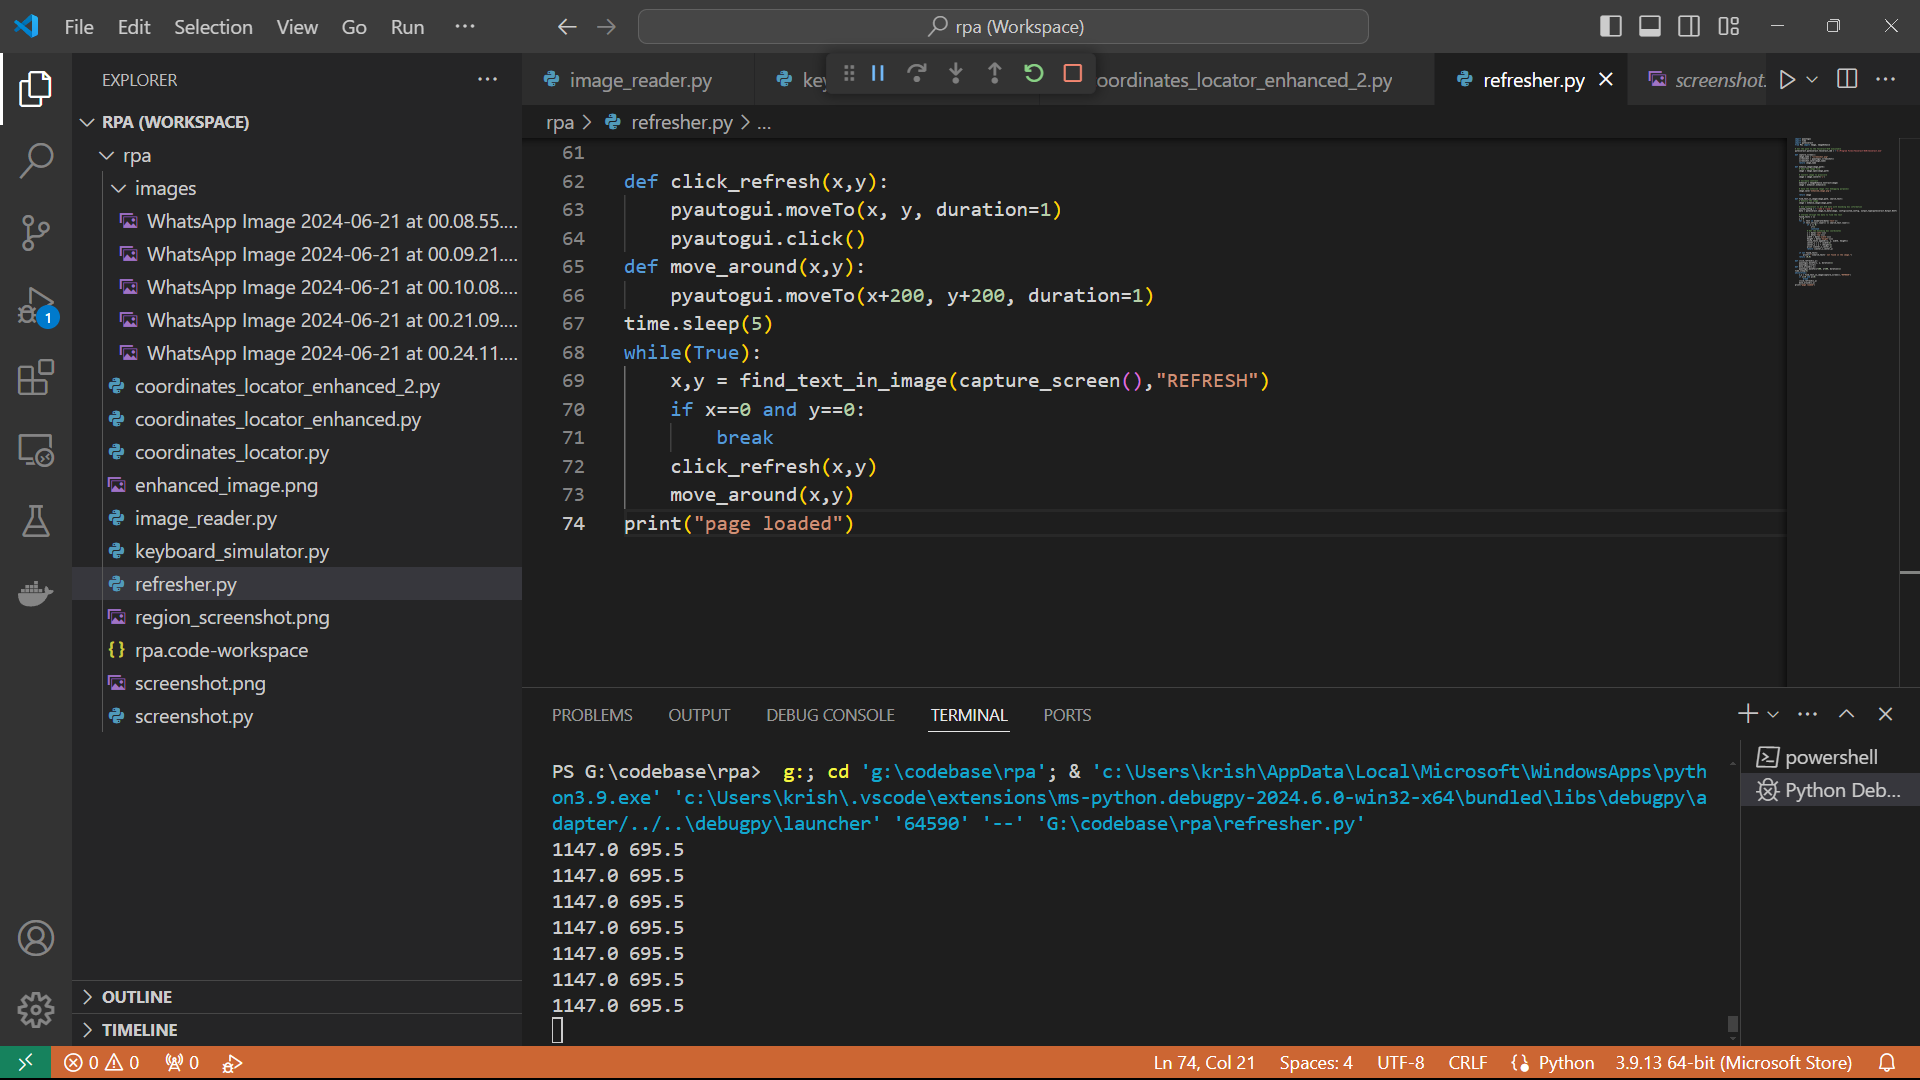 File Edit Selection View Go Run ···
rpa (Workspace)
EXPLORER ···
RPA (WORKSPACE)
rpa
images
WhatsApp Image 2024-06-21 at 00.08.55....
WhatsApp Image 2024-06-21 at 00.09.21....
WhatsApp Image 2024-06-21 at 00.10.08....
WhatsApp Image 2024-06-21 at 00.21.09....
WhatsApp Image 2024-06-21 at 00.24.11....
coordinates_locator_enhanced_2.py
coordinates_locator_enhanced.py
coordinates_locator.py
enhanced_image.png
image_reader.py
keyboard_simulator.py
refresher.py
region_screenshot.png
{} rpa.code-workspace
screenshot.png
screenshot.py
OUTLINE
TIMELINE
1
image_reader.py key oordinates_locator_enhanced_2.py refresher.py screenshot.
rpa > refresher.py > ...
61
62 def click_refresh(x,y):
63 pyautogui.moveTo(x, y, duration=1)
64 pyautogui.click()
65 def move_around(x,y):
66 pyautogui.moveTo(x+200, y+200, duration=1)
67 time.sleep(5)
68 while(True):
69 x,y = find_text_in_image(capture_screen(),"REFRESH")
70 if x==0 and y==0:
71 break
72 click_refresh(x,y)
73 move_around(x,y)
74 print("page loaded")
PROBLEMS OUTPUT DEBUG CONSOLE TERMINAL PORTS
PS G:\codebase\rpa>  g:; cd 'g:\codebase\rpa'; & 'c:\Users\krish\AppData\Local\Microsoft\WindowsApps\pyth
on3.9.exe' 'c:\Users\krish\.vscode\extensions\ms-python.debugpy-2024.6.0-win32-x64\bundled\libs\debugpy\a
dapter/../..\debugpy\launcher' '64590' '--' 'G:\codebase\rpa\refresher.py'
1147.0 695.5
1147.0 695.5
1147.0 695.5
1147.0 695.5
1147.0 695.5
1147.0 695.5
1147.0 695.5
powershell
Python Deb...
0 0 0
Ln 74, Col 21 Spaces: 4 UTF-8 CRLF {} Python 3.9.13 64-bit (Microsoft Store)